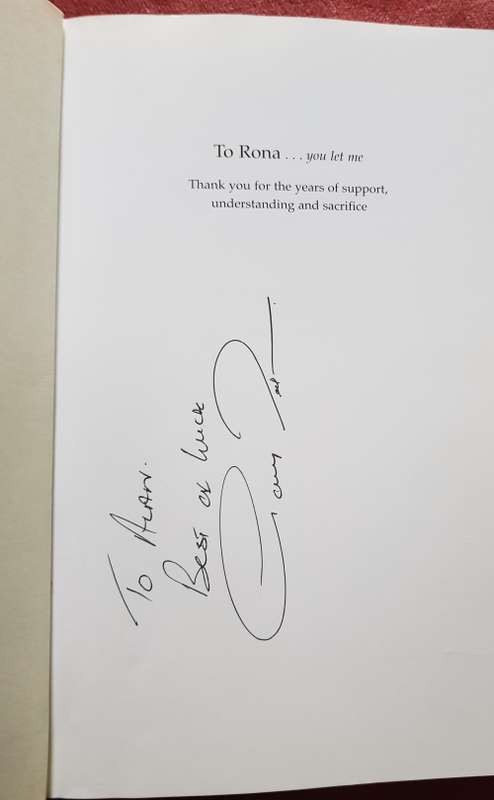 To Rona . . . you let me
Thank you for the years of support,
understanding and sacrifice
To Alan.
Best of luck